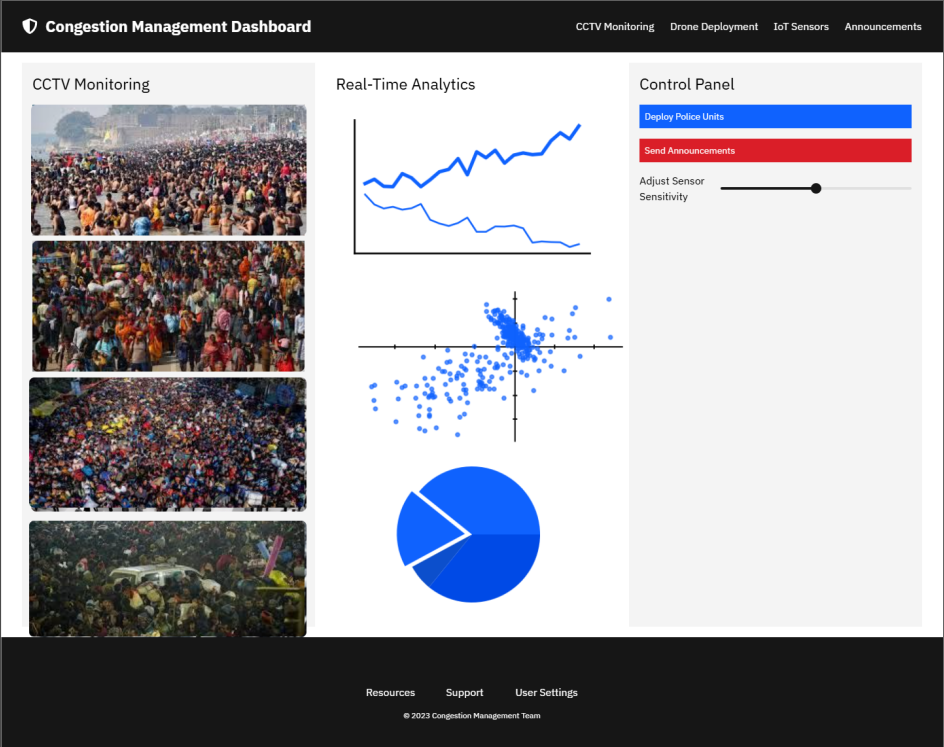 Congestion Management Dashboard
CCTV Monitoring
Drone Deployment
IoT Sensors
Announcements
CCTV Monitoring
Real-Time Analytics
Control Panel
Deploy Police Units
Send Announcements
Adjust Sensor
Sensitivity
Resources
Support
User Settings
© 2023 Congestion Management Team